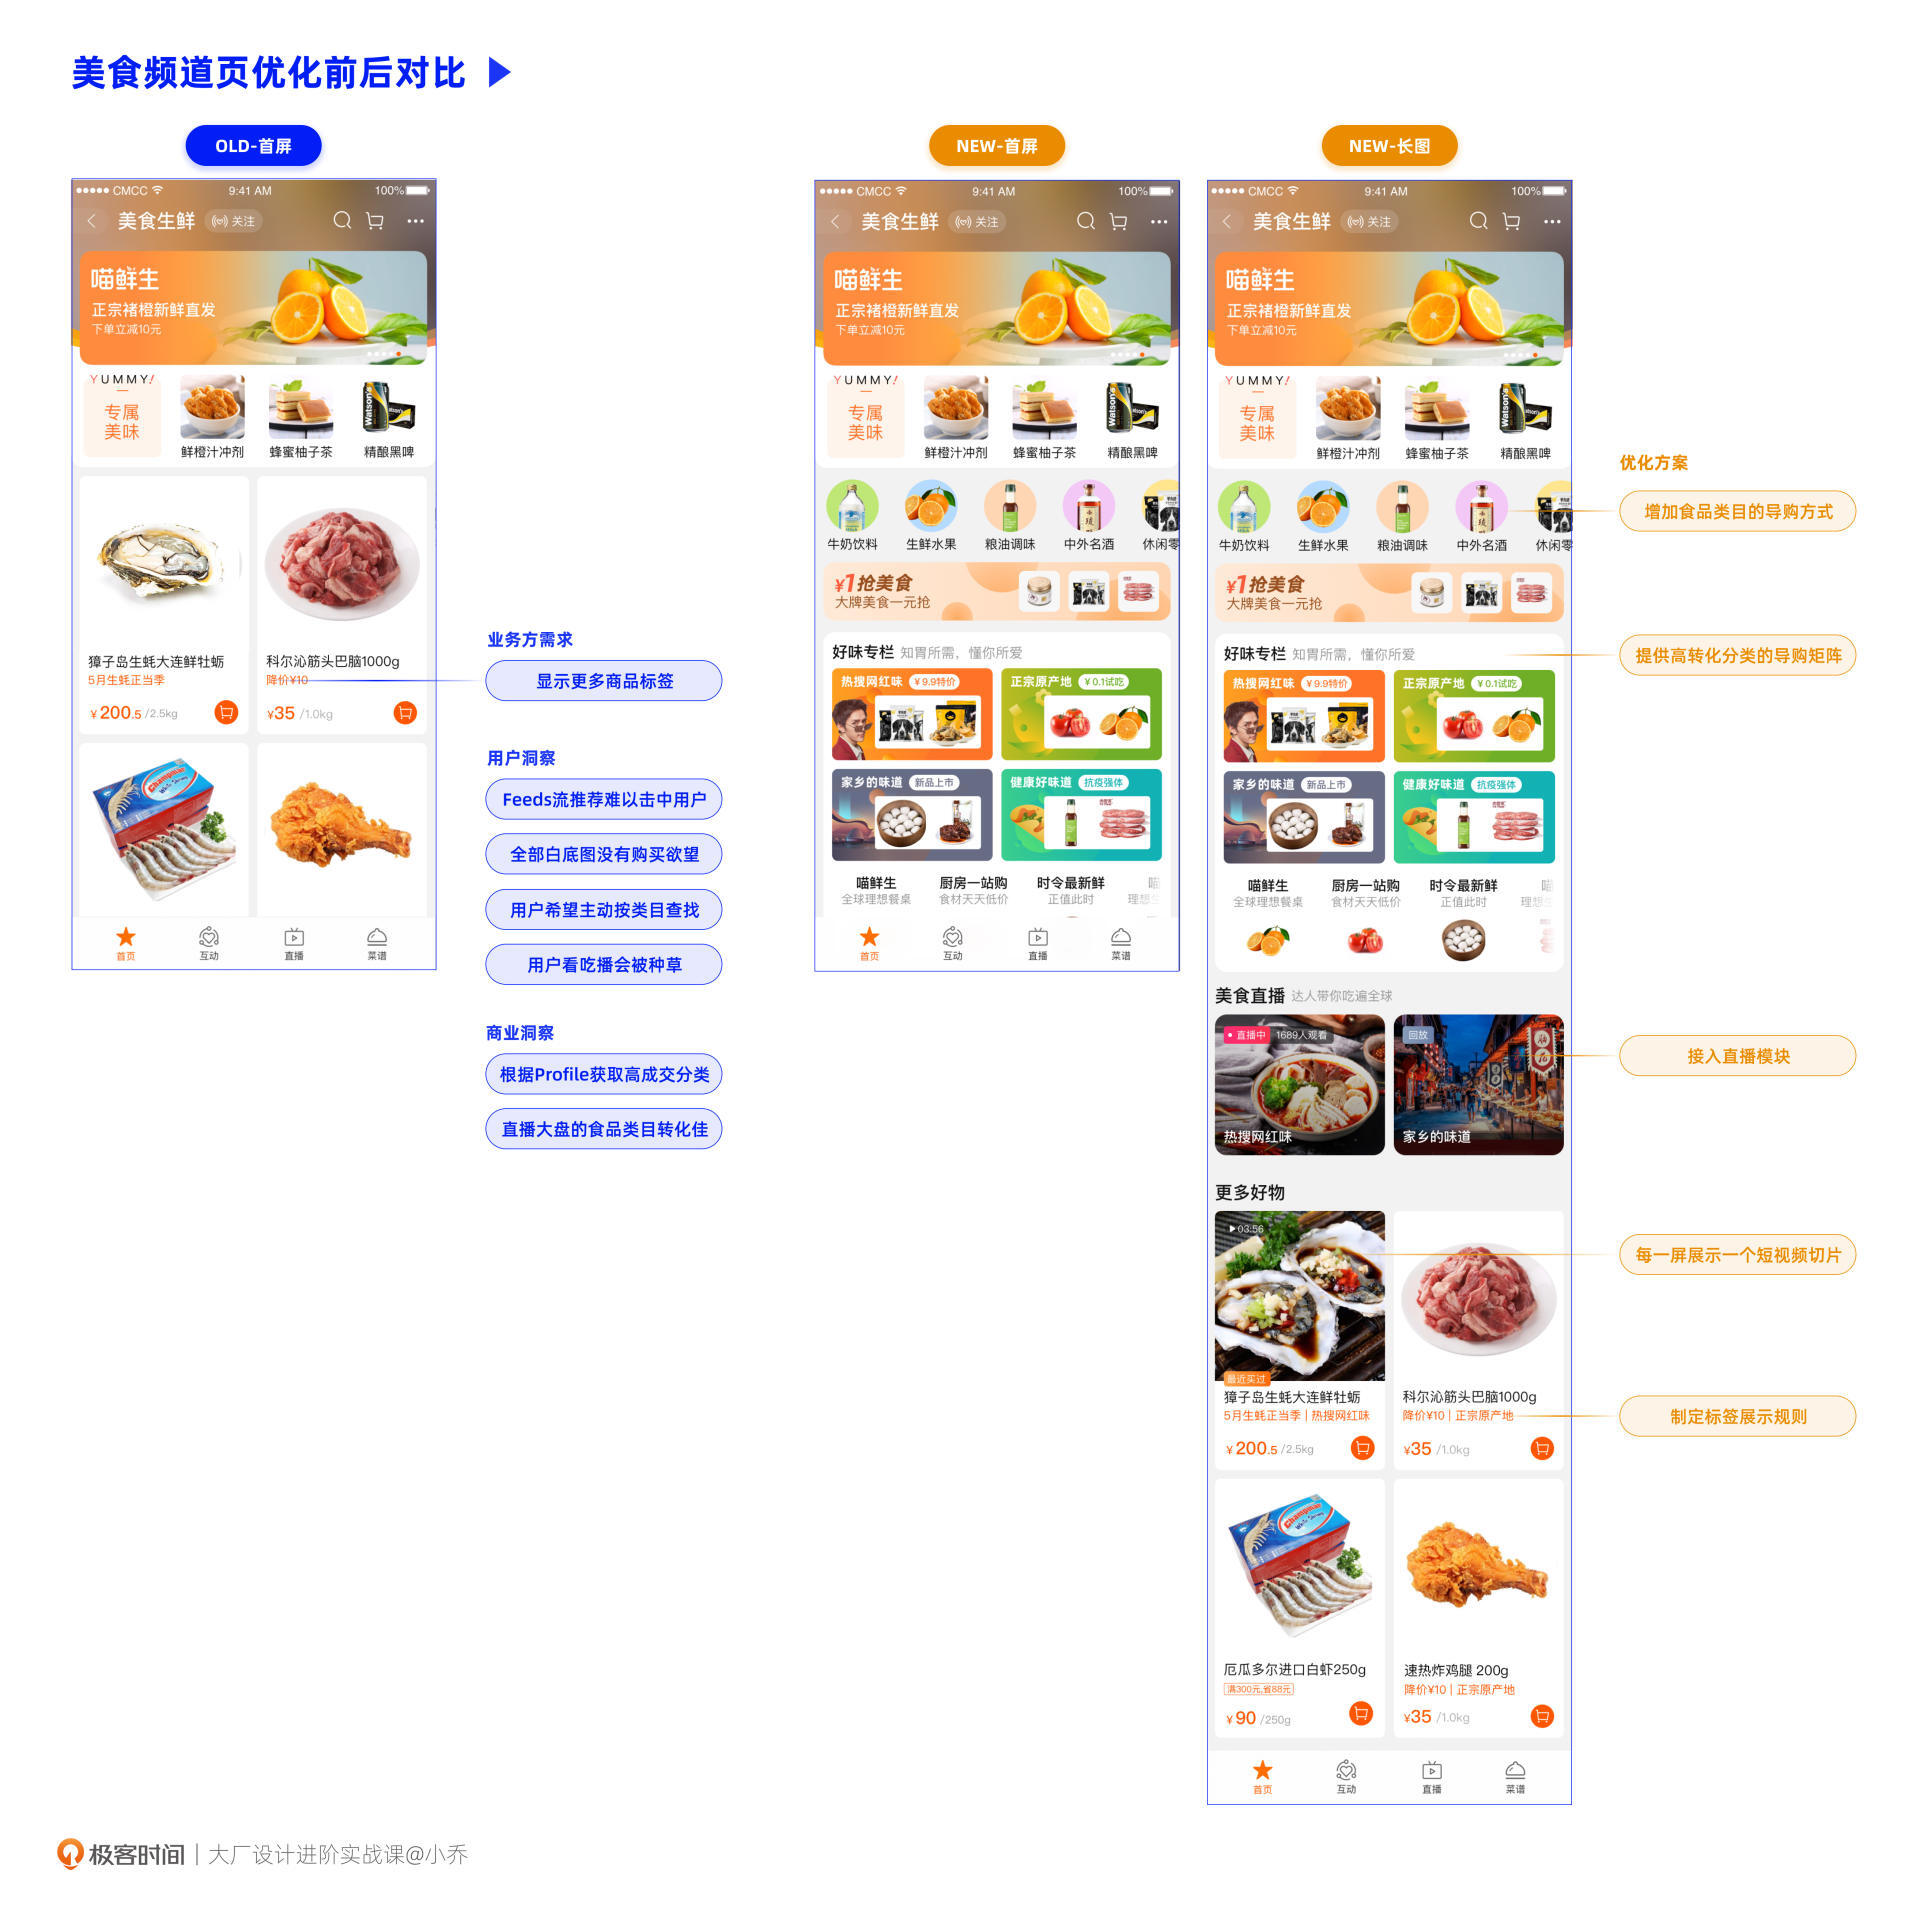 美食频道页优化前后对比
OLD-首屏
CMCC
9:41 AM
100%
美食生鲜
关注
喵鲜生
正宗褚橙新鲜直发
下单立减10元
YUMMY!
专属
美味
鲜橙汁冲剂
蜂蜜柚子茶
精酿黑啤
獐子岛生蚝大连鲜牡蛎
5月生蚝正当季
¥200.5/2.5kg
科尔沁筋头巴脑1000g
降价¥10
¥35 /1.0kg
首页
互动
直播
菜谱
业务方需求
显示更多商品标签
用户洞察
Feeds流推荐难以击中用户
全部白底图没有购买欲望
用户希望主动按类目查找
用户看吃播会被种草
商业洞察
根据Profile获取高成交分类
直播大盘的食品类目转化佳
NEW-首屏
CMCC
9:41 AM
100%
美食生鲜
关注
喵鲜生
正宗褚橙新鲜直发
下单立减10元
YUMMY!
专属
美味
鲜橙汁冲剂
蜂蜜柚子茶
精酿黑啤
牛奶饮料
生鲜水果
粮油调味
中外名酒
休闲零
¥1抢美食
大牌美食一元抢
好味专栏 知胃所需，懂你所爱
热搜网红味 ¥9.9特价
正宗原产地 ¥0.1试吃
家乡的味道 新品上市
健康好味道 抗疫强体
喵鲜生
全球理想餐桌
厨房一站购
食材天天低价
时令最新鲜
正值此时
喵
理想生
首页
互动
直播
菜谱
NEW-长图
CMCC
9:41 AM
100%
美食生鲜
关注
喵鲜生
正宗褚橙新鲜直发
下单立减10元
YUMMY!
专属
美味
鲜橙汁冲剂
蜂蜜柚子茶
精酿黑啤
牛奶饮料
生鲜水果
粮油调味
中外名酒
休闲零
¥1抢美食
大牌美食一元抢
好味专栏 知胃所需，懂你所爱
热搜网红味 ¥9.9特价
正宗原产地 ¥0.1试吃
家乡的味道 新品上市
健康好味道 抗疫强体
喵鲜生
全球理想餐桌
厨房一站购
食材天天低价
时令最新鲜
正值此时
喵
理想生
美食直播 达人带你吃遍全球
直播中 1689人观看
热搜网红味
回放
家乡的味道
更多好物
03:56
最近买过
獐子岛生蚝大连鲜牡蛎
5月生蚝正当季 | 热搜网红味
¥200.5 /2.5kg
科尔沁筋头巴脑1000g
降价¥10 | 正宗原产地
¥35 /1.0kg
厄瓜多尔进口白虾250g
满300元,省88元
¥90 /250g
速热炸鸡腿 200g
降价¥10 | 正宗原产地
¥35 /1.0kg
首页
互动
直播
菜谱
优化方案
增加食品类目的导购方式
提供高转化分类的导购矩阵
接入直播模块
每一屏展示一个短视频切片
制定标签展示规则
极客时间 | 大厂设计进阶实战课@小乔